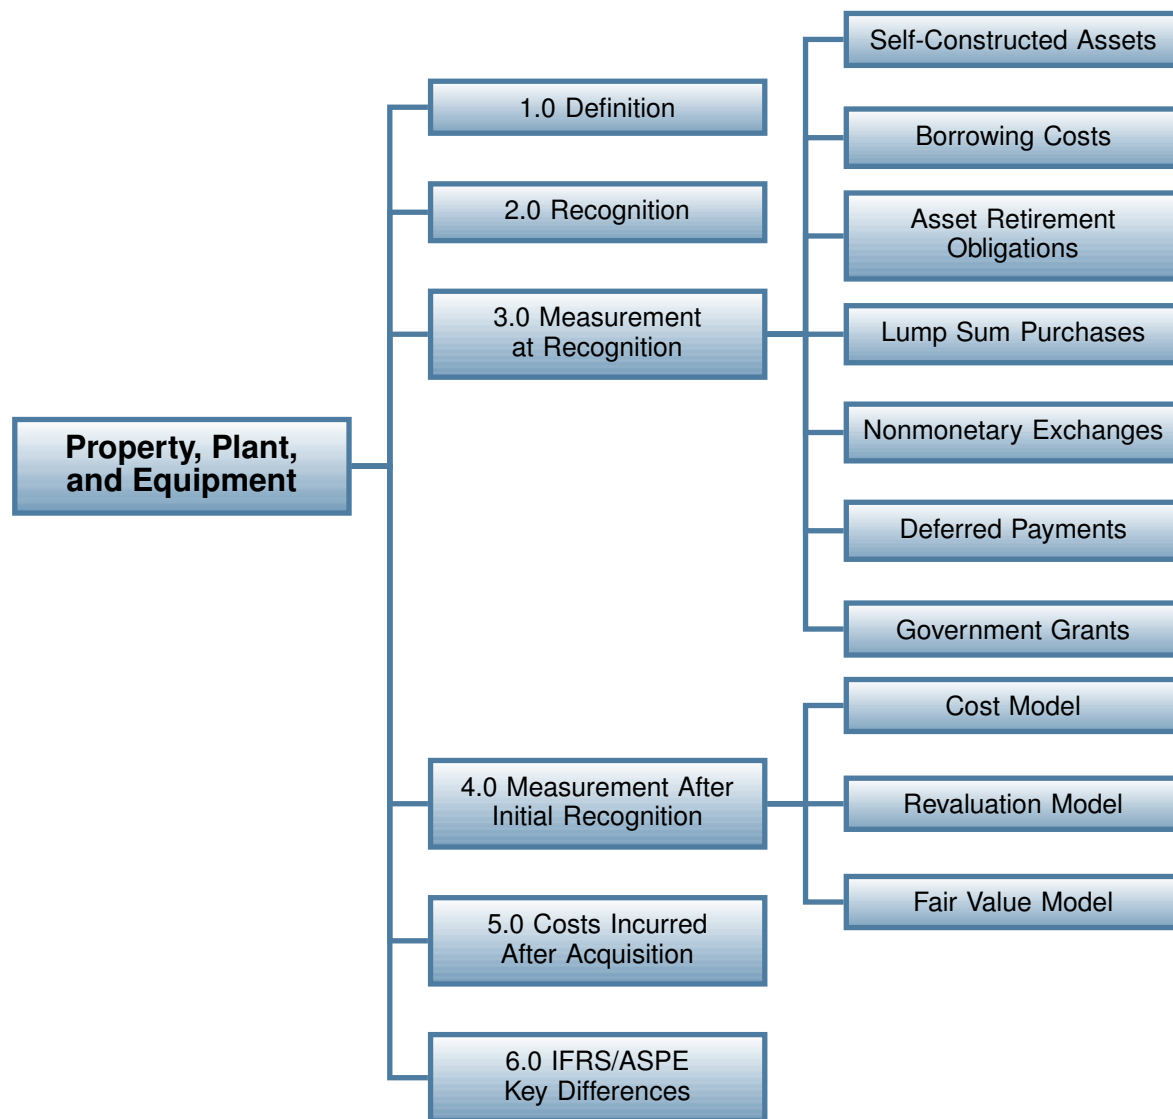 Property, Plant,
and Equipment
1.0 Definition
2.0 Recognition
3.0 Measurement
at Recognition
Self-Constructed Assets
Borrowing Costs
Asset Retirement
Obligations
Lump Sum Purchases
Nonmonetary Exchanges
Deferred Payments
Government Grants
4.0 Measurement After
Initial Recognition
Cost Model
Revaluation Model
Fair Value Model
5.0 Costs Incurred
After Acquisition
6.0 IFRS/ASPE
Key Differences